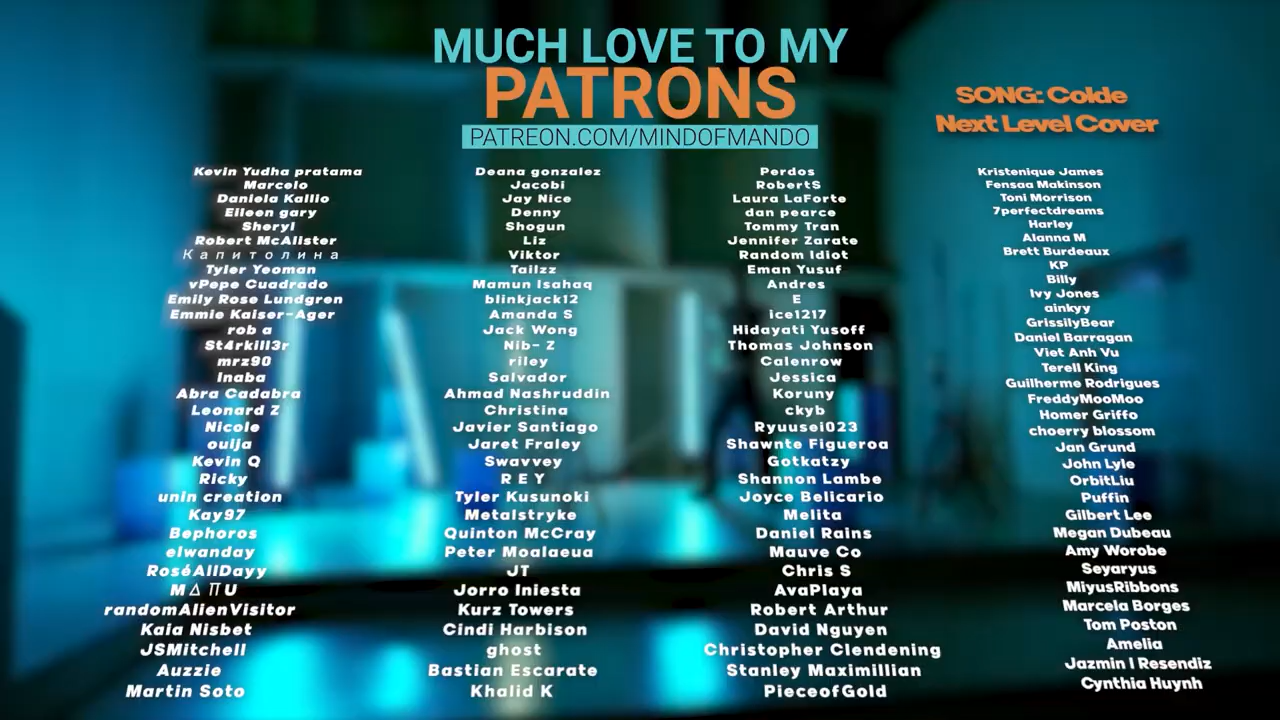 MUCH LOVE TO MY
PATRONS
PATREON.COM/MINDOFMANDO
SONG: Colde
Next Level Cover
Kevin Yudha pratama
Marcelo
Daniela Kallio
Eileen gary
Sheryl
Robert McAlister
Капитолина
Tyler Yeoman
vPepe Cuadrado
Emily Rose Lundgren
Emmie Kaiser-Ager
rob a
St4rkill3r
mrz90
Inaba
Abra Cadabra
Leonard Z
Nicole
ouija
Kevin Q
Ricky
unin creation
Kay97
Bephoros
elwanday
RoséAllDayy
M∆ΠU
randomAlienVisitor
Kaia Nisbet
JSMitchell
Auzzie
Martin Soto
Deana gonzalez
Jacobi
Jay Nice
Denny
Shogun
Liz
Viktor
Tailzz
Mamun Isahaq
blinkjack12
Amanda S
Jack Wong
Nib- Z
riley
Salvador
Ahmad Nashruddin
Christina
Javier Santiago
Jaret Fraley
Swavvey
R E Y
Tyler Kusunoki
Metalstryke
Quinton McCray
Peter Moalaeua
JT
Jorro Iniesta
Kurz Towers
Cindi Harbison
ghost
Bastian Escarate
Khalid K
Perdos
RobertS
Laura LaForte
dan pearce
Tommy Tran
Jennifer Zarate
Random Idiot
Eman Yusuf
Andres
E
ice1217
Hidayati Yusoff
Thomas Johnson
Calenrow
Jessica
Koruny
ckyb
Ryuusei023
Shawnte Figueroa
Gotkatzy
Shannon Lambe
Joyce Belicario
Melita
Daniel Rains
Mauve Co
Chris S
AvaPlaya
Robert Arthur
David Nguyen
Christopher Clendening
Stanley Maximillian
PieceofGold
Kristenique James
Fensaa Makinson
Toni Morrison
7perfectdreams
Harley
Alanna M
Brett Burdeaux
KP
Billy
Ivy Jones
ainkyy
GrissilyBear
Daniel Barragan
Viet Anh Vu
Terell King
Guilherme Rodrigues
FreddyMooMoo
Homer Griffo
choerry blossom
Jan Grund
John Lyle
OrbitLiu
Puffin
Gilbert Lee
Megan Dubeau
Amy Worobe
Seyaryus
MiyusRibbons
Marcela Borges
Tom Poston
Amelia
Jazmin I Resendiz
Cynthia Huynh